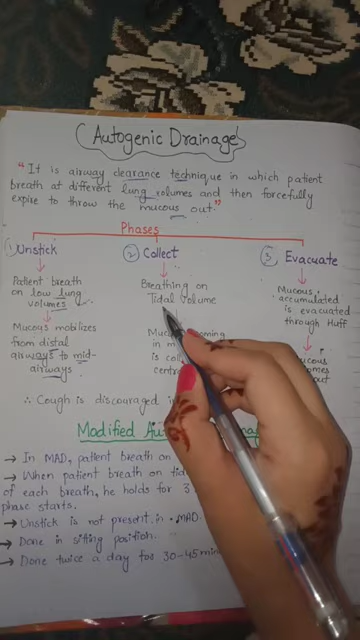 Autogenic Drainage
"It is airway clearance technique in which patient
breath at different lung volumes and then forcefully
expire to throw the mucous out."
Phases
1 Unstick
Patient breath
on low lung
volumes
Mucous mobilizes
from distal
airways to mid-
airways
2 Collect
Breathing on
Tidal Volume
in
is
3 Evacuate
Mucous
accumulated
is evacuated
through Huff
∴ Cough is discouraged
Modified
→ In MAD, patient breath on
→ When patient breath on
of each breath, he holds for 3
phase starts.
→ Unstick is not present in MAD.
→ Done in sitting position.
→ Done twice a day for 30-45 min